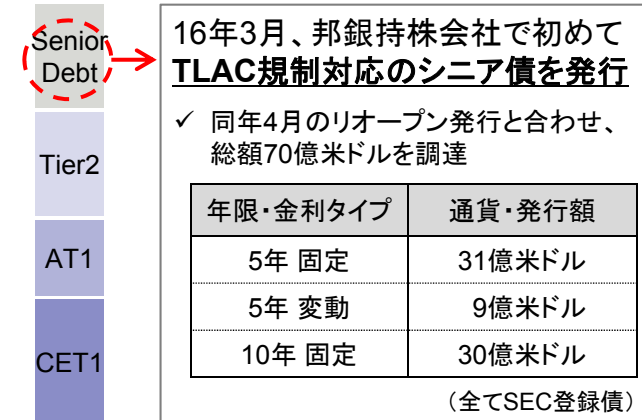 Senior
Debt
Tier2
AT1
CET1
16年3月、邦銀持株会社で初めて
TLAC規制対応のシニア債を発行
✓ 同年4月のリオープン発行と合わせ、
総額70億米ドルを調達
年限・金利タイプ 通貨・発行額
5年 固定 31億米ドル
5年 変動 9億米ドル
10年 固定 30億米ドル
（全てSEC登録債）